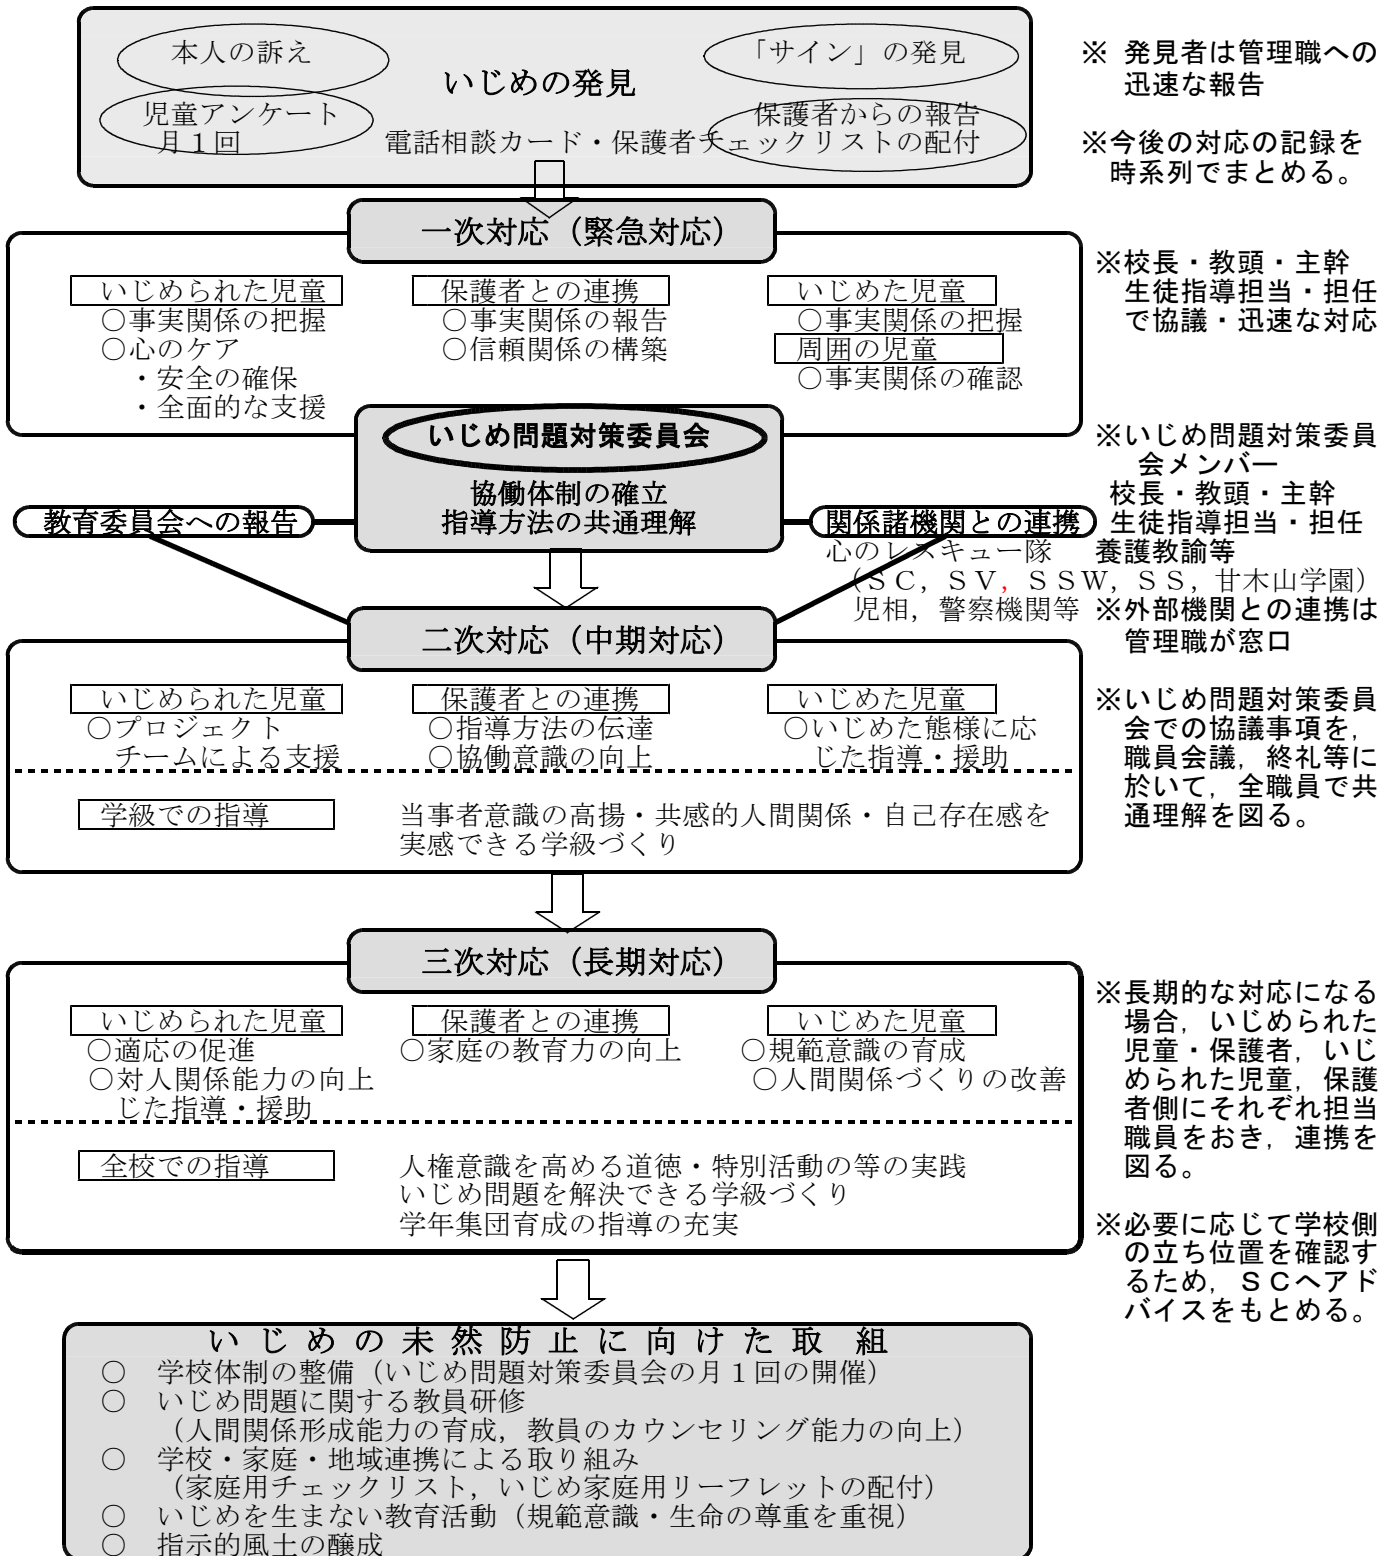 本人の訴え
「サイン」の発見
いじめの発見
児童アンケート
月１回
保護者からの報告
電話相談カード・保護者チェックリストの配付
※ 発見者は管理職への
迅速な報告
※今後の対応の記録を
時系列でまとめる。
一次対応（緊急対応）
いじめられた児童
○事実関係の把握
○心のケア
・安全の確保
・全面的な支援
保護者との連携
○事実関係の報告
○信頼関係の構築
いじめた児童
○事実関係の把握
周囲の児童
○事実関係の確認
※校長・教頭・主幹
生徒指導担当・担任
で協議・迅速な対応
いじめ問題対策委員会
協働体制の確立
指導方法の共通理解
教育委員会への報告
関係諸機関との連携
心のレスキュー隊
（ＳＣ，ＳＶ，ＳＳＷ，ＳＳ，甘木山学園）
児相，警察機関等
※いじめ問題対策委員
会メンバー
校長・教頭・主幹
生徒指導担当・担任
養護教諭等
※外部機関との連携は
管理職が窓口
二次対応（中期対応）
いじめられた児童
○プロジェクト
チームによる支援
保護者との連携
○指導方法の伝達
○協働意識の向上
いじめた児童
○いじめた態様に応
じた指導・援助
学級での指導
当事者意識の高揚・共感的人間関係・自己存在感を
実感できる学級づくり
※いじめ問題対策委員
会での協議事項を，
職員会議，終礼等に
於いて，全職員で共
通理解を図る。
三次対応（長期対応）
いじめられた児童
○適応の促進
○対人関係能力の向上
じた指導・援助
保護者との連携
○家庭の教育力の向上
いじめた児童
○規範意識の育成
○人間関係づくりの改善
全校での指導
人権意識を高める道徳・特別活動の等の実践
いじめ問題を解決できる学級づくり
学年集団育成の指導の充実
※長期的な対応になる
場合，いじめられた
児童・保護者，いじ
められた児童，保護
者側にそれぞれ担当
職員をおき，連携を
図る。
※必要に応じて学校側
の立ち位置を確認す
るため，ＳＣへアド
バイスをもとめる。
いじめの未然防止に向けた取組
○ 学校体制の整備（いじめ問題対策委員会の月１回の開催）
○ いじめ問題に関する教員研修
（人間関係形成能力の育成，教員のカウンセリング能力の向上）
○ 学校・家庭・地域連携による取り組み
（家庭用チェックリスト，いじめ家庭用リーフレットの配付）
○ いじめを生まない教育活動（規範意識・生命の尊重を重視）
○ 指示的風土の醸成